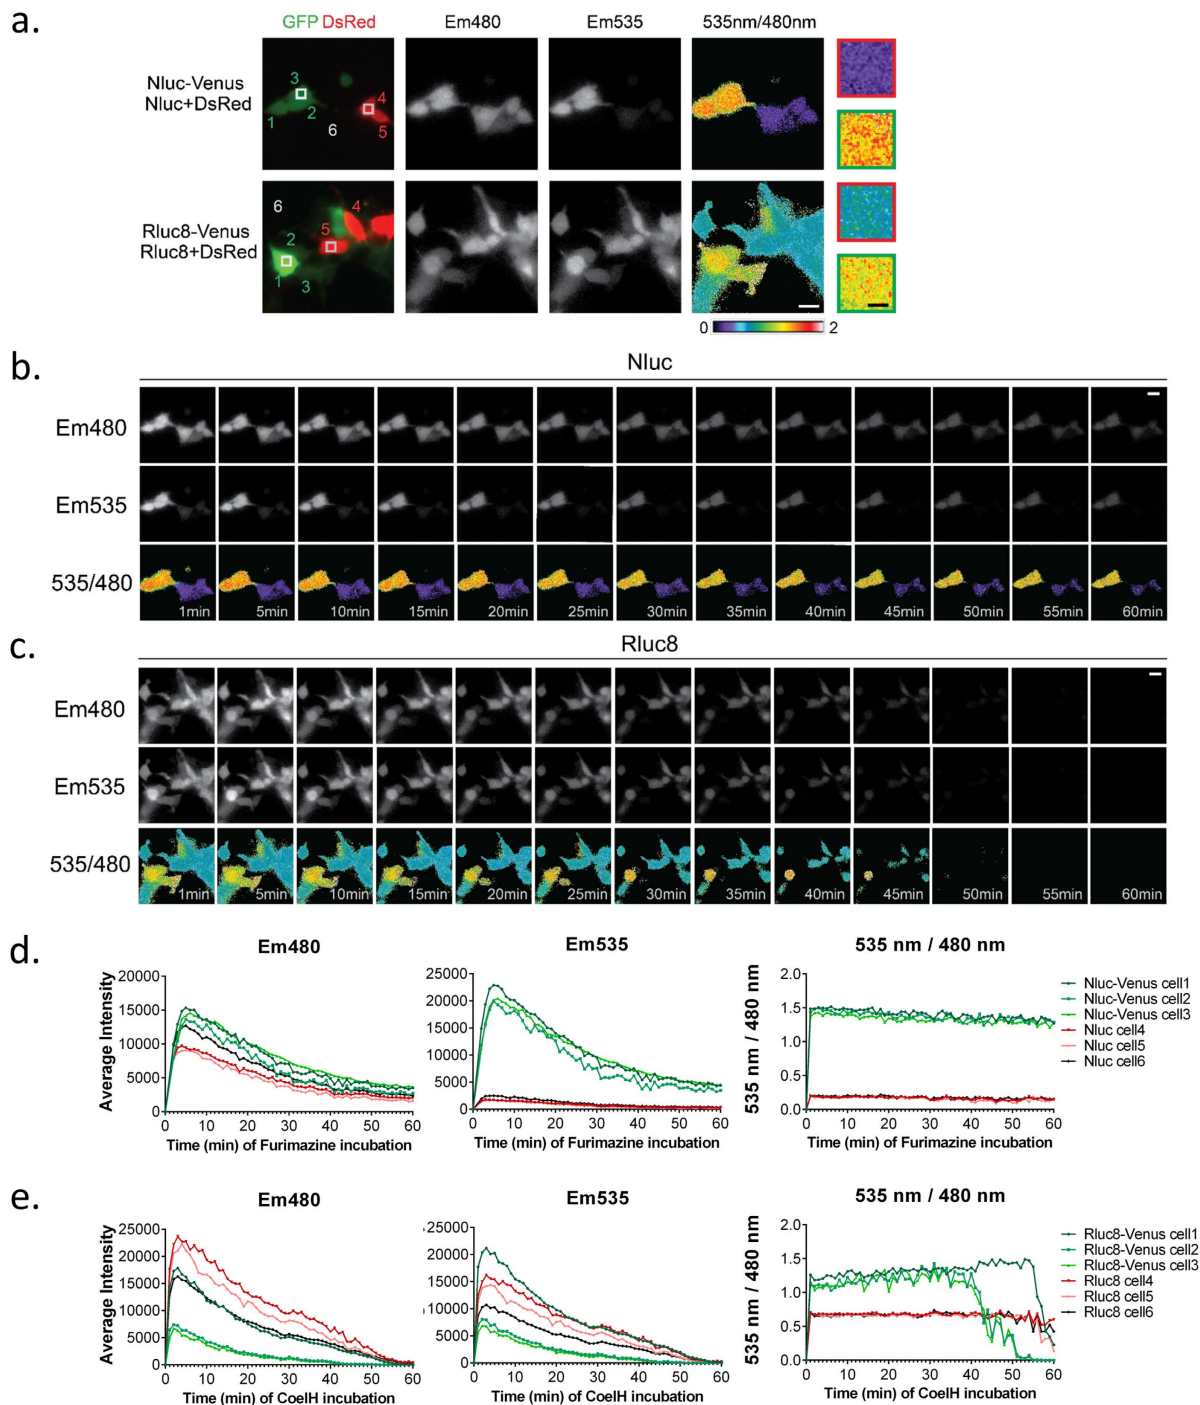 a.
GFP DsRed Em480 Em535 535nm/480nm
Nluc-Venus
Nluc+DsRed
3
4
1 2 6 5
Rluc8-Venus
Rluc8+DsRed
6 4
2 5
1 3
0 2
b.
Nluc
Em480
Em535
535/480
1min 5min 10min 15min 20min 25min 30min 35min 40min 45min 50min 55min 60min
c.
Rluc8
Em480
Em535
535/480
1min 5min 10min 15min 20min 25min 30min 35min 40min 45min 50min 55min 60min
d.
Em480
Average Intensity
20000
15000
10000
5000
0
0 10 20 30 40 50 60
Time (min) of Furimazine incubation
Em535
25000
20000
15000
10000
5000
0
0 10 20 30 40 50 60
Time (min) of Furimazine incubation
535 nm / 480 nm
535 nm / 480 nm
2.0
1.5
1.0
0.5
0.0
0 10 20 30 40 50 60
Time (min) of Furimazine incubation
Nluc-Venus cell1
Nluc-Venus cell2
Nluc-Venus cell3
Nluc cell4
Nluc cell5
Nluc cell6
e.
Em480
Average Intensity
25000
20000
15000
10000
5000
0
0 10 20 30 40 50 60
Time (min) of CoelH incubation
Em535
25000
20000
15000
10000
5000
0
0 10 20 30 40 50 60
Time (min) of CoelH incubation
535 nm / 480 nm
535 nm / 480 nm
2.0
1.5
1.0
0.5
0.0
0 10 20 30 40 50 60
Time (min) of CoelH incubation
Rluc8-Venus cell1
Rluc8-Venus cell2
Rluc8-Venus cell3
Rluc8 cell4
Rluc8 cell5
Rluc8 cell6